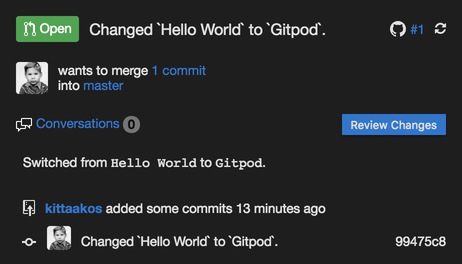 Open Changed `Hello World` to `Gitpod`. #1
wants to merge 1 commit
into master
Conversations 0
Review Changes
Switched from Hello World to Gitpod.
kittaakos added some commits 13 minutes ago
Changed `Hello World` to `Gitpod`. 99475c8